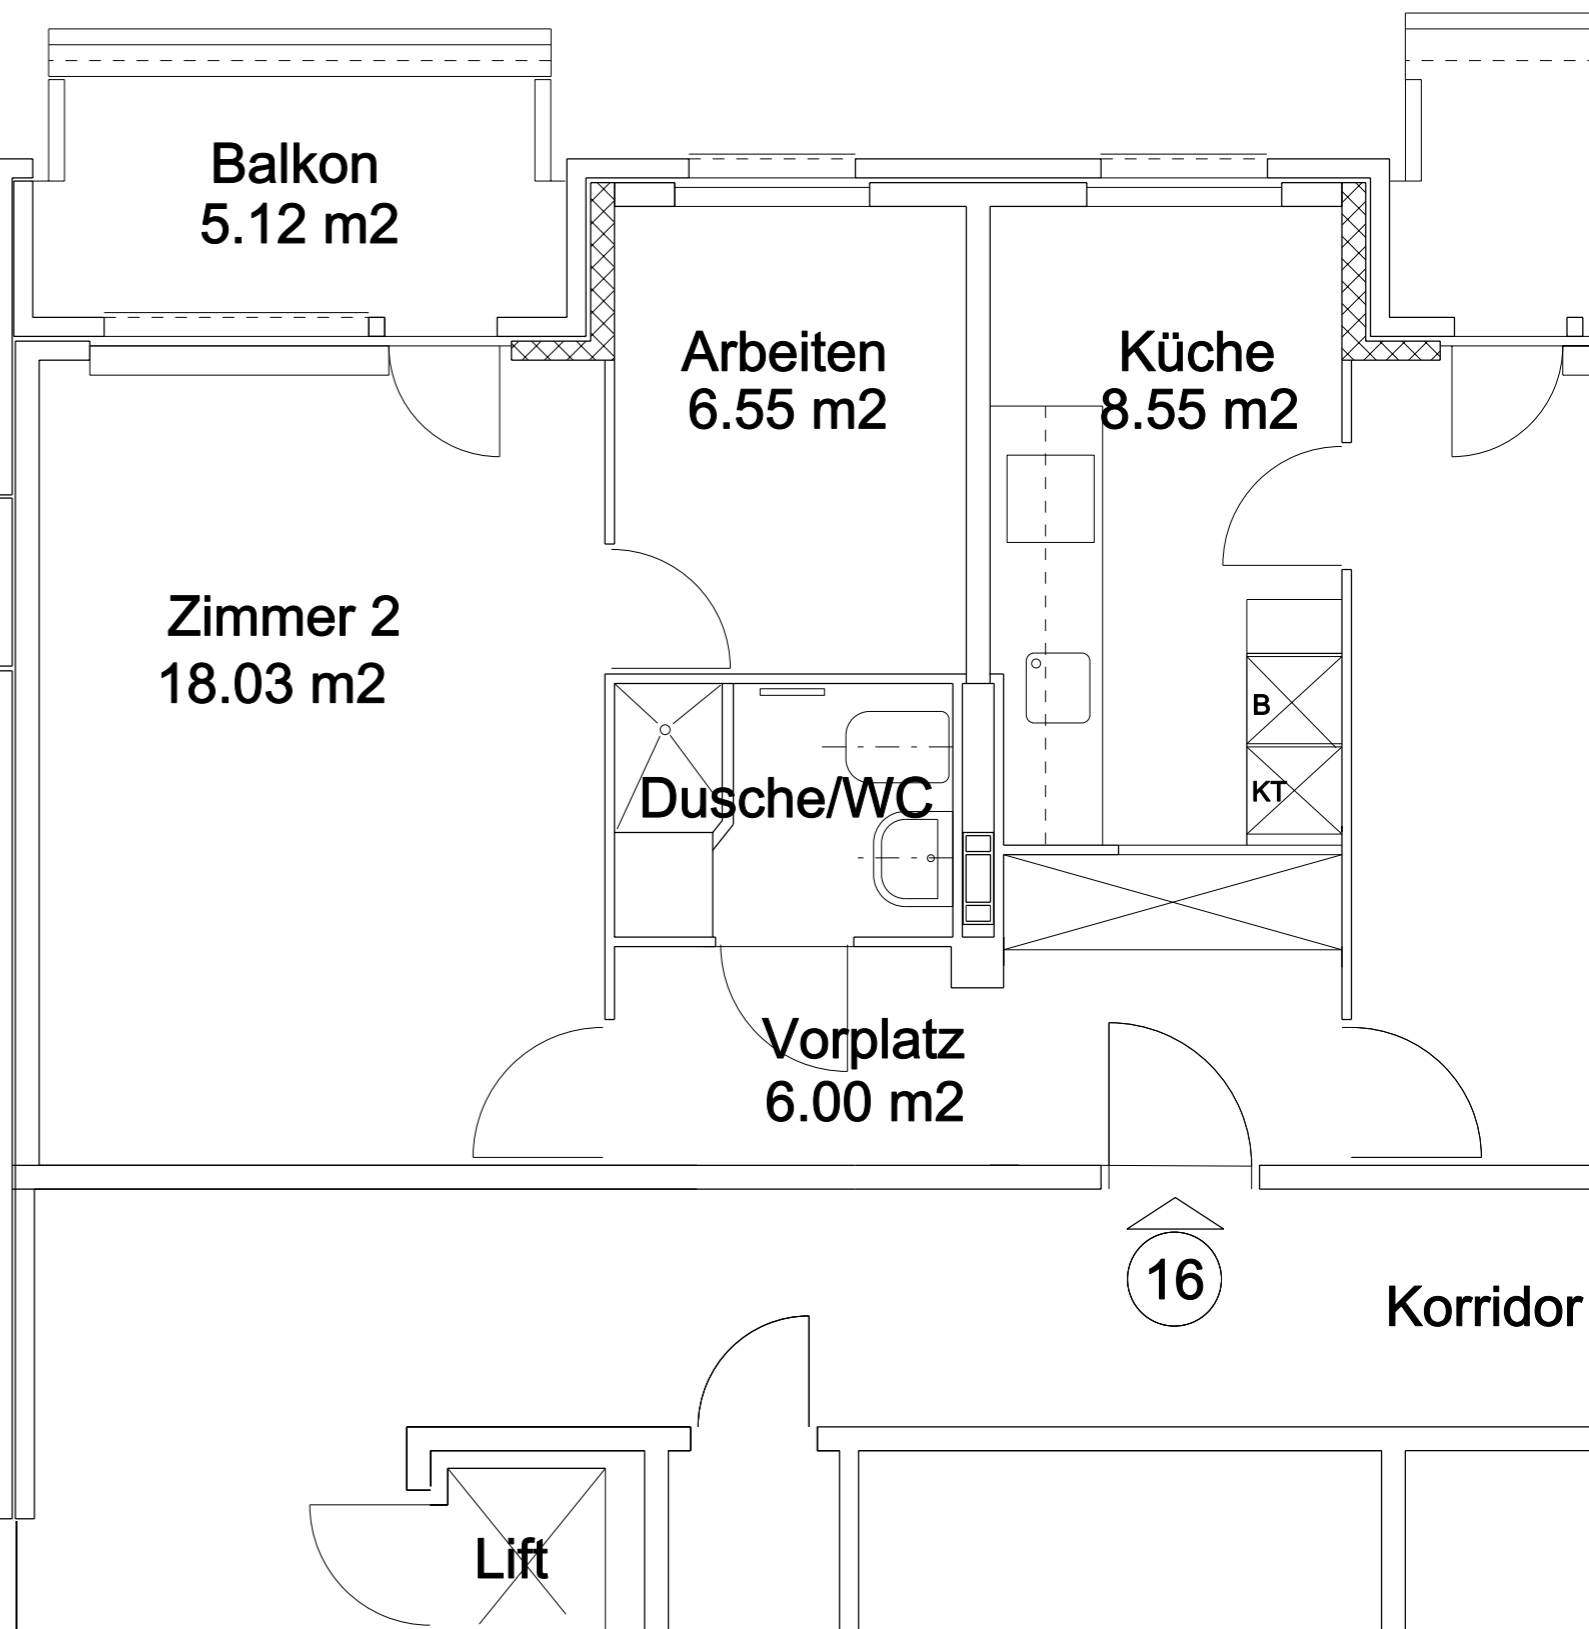 Balkon
5.12 m2
Arbeiten
6.55 m2
Küche
8.55 m2
Zimmer 2
18.03 m2
B
KT
Dusche/WC
Vorplatz
6.00 m2
16
Korridor
Lift